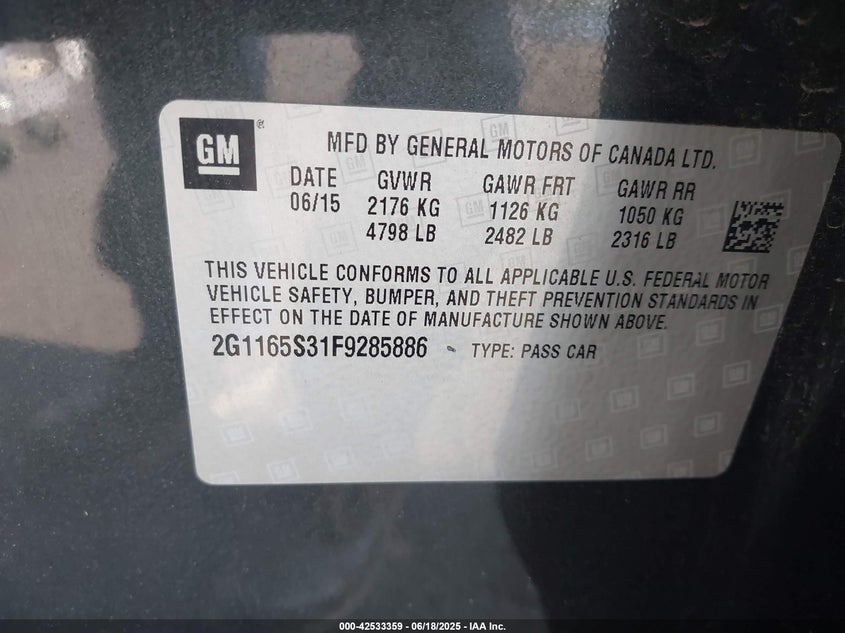 GM ®
MFD BY GENERAL MOTORS OF CANADA LTD.
DATE GVWR GAWR FRT GAWR RR
06/15 2176 KG 1126 KG 1050 KG
4798 LB 2482 LB 2316 LB
THIS VEHICLE CONFORMS TO ALL APPLICABLE U.S. FEDERAL MOTOR
VEHICLE SAFETY, BUMPER, AND THEFT PREVENTION STANDARDS IN
EFFECT ON THE DATE OF MANUFACTURE SHOWN ABOVE.
2G1165S31F9285886 TYPE: PASS CAR
000-42533359 - 06/18/2025 - IAA Inc.